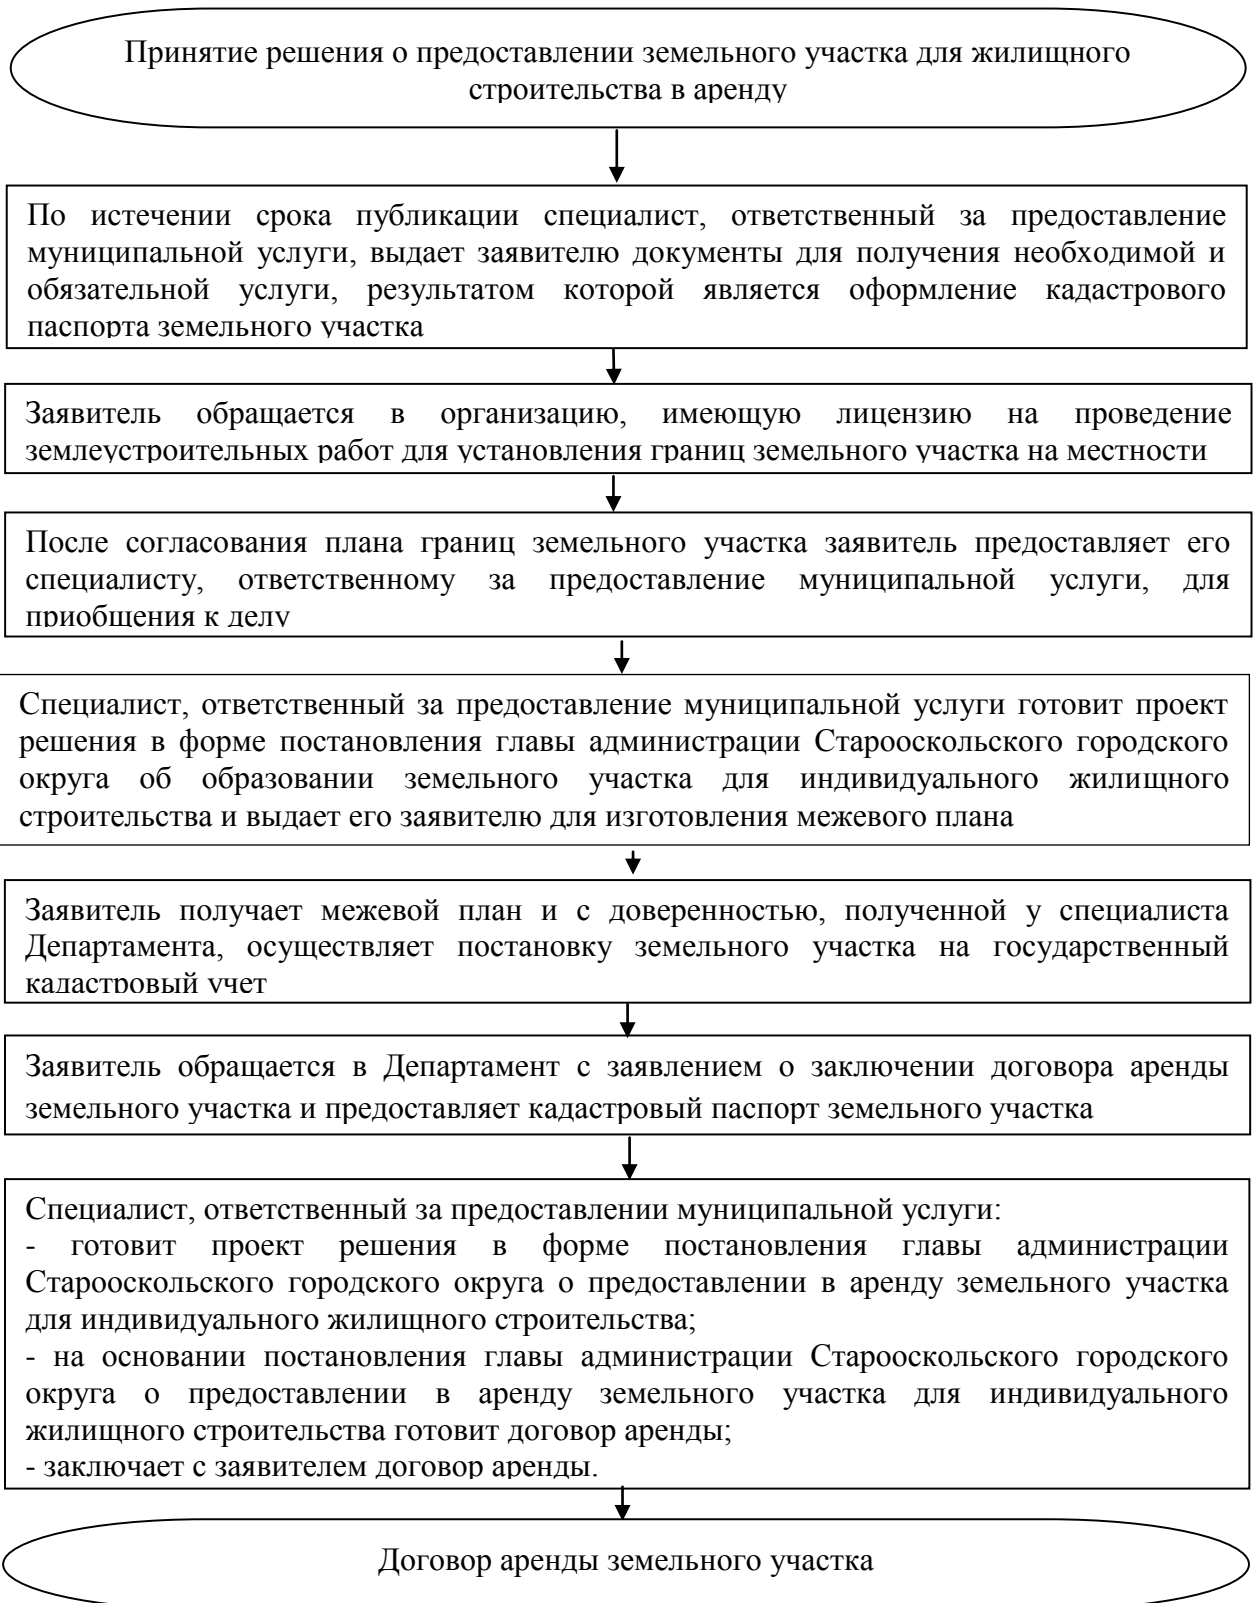 Принятие решения о предоставлении земельного участка для жилищного
строительства в аренду
По истечении срока публикации специалист, ответственный за предоставление
муниципальной услуги, выдает заявителю документы для получения необходимой и
обязательной услуги, результатом которой является оформление кадастрового
паспорта земельного участка
Заявитель обращается в организацию, имеющую лицензию на проведение
землеустроительных работ для установления границ земельного участка на местности
После согласования плана границ земельного участка заявитель предоставляет его
специалисту, ответственному за предоставление муниципальной услуги, для
приобщения к делу
Специалист, ответственный за предоставление муниципальной услуги готовит проект
решения в форме постановления главы администрации Старооскольского городского
округа об образовании земельного участка для индивидуального жилищного
строительства и выдает его заявителю для изготовления межевого плана
Заявитель получает межевой план и с доверенностью, полученной у специалиста
Департамента, осуществляет постановку земельного участка на государственный
кадастровый учет
Заявитель обращается в Департамент с заявлением о заключении договора аренды
земельного участка и предоставляет кадастровый паспорт земельного участка
Специалист, ответственный за предоставлении муниципальной услуги:
- готовит проект решения в форме постановления главы администрации
Старооскольского городского округа о предоставлении в аренду земельного участка
для индивидуального жилищного строительства;
- на основании постановления главы администрации Старооскольского городского
округа о предоставлении в аренду земельного участка для индивидуального
жилищного строительства готовит договор аренды;
- заключает с заявителем договор аренды.
Договор аренды земельного участка